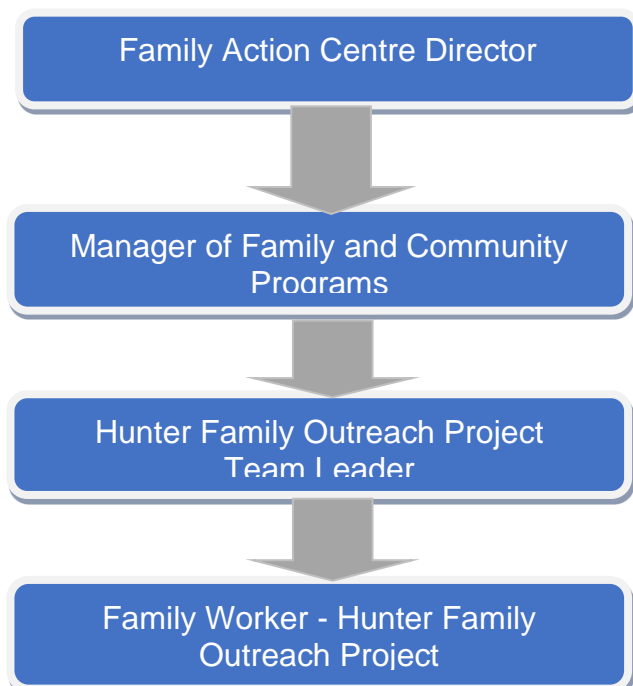 Family Action Centre Director
Manager of Family and Community
Programs
Hunter Family Outreach Project
Team Leader
Family Worker - Hunter Family
Outreach Project